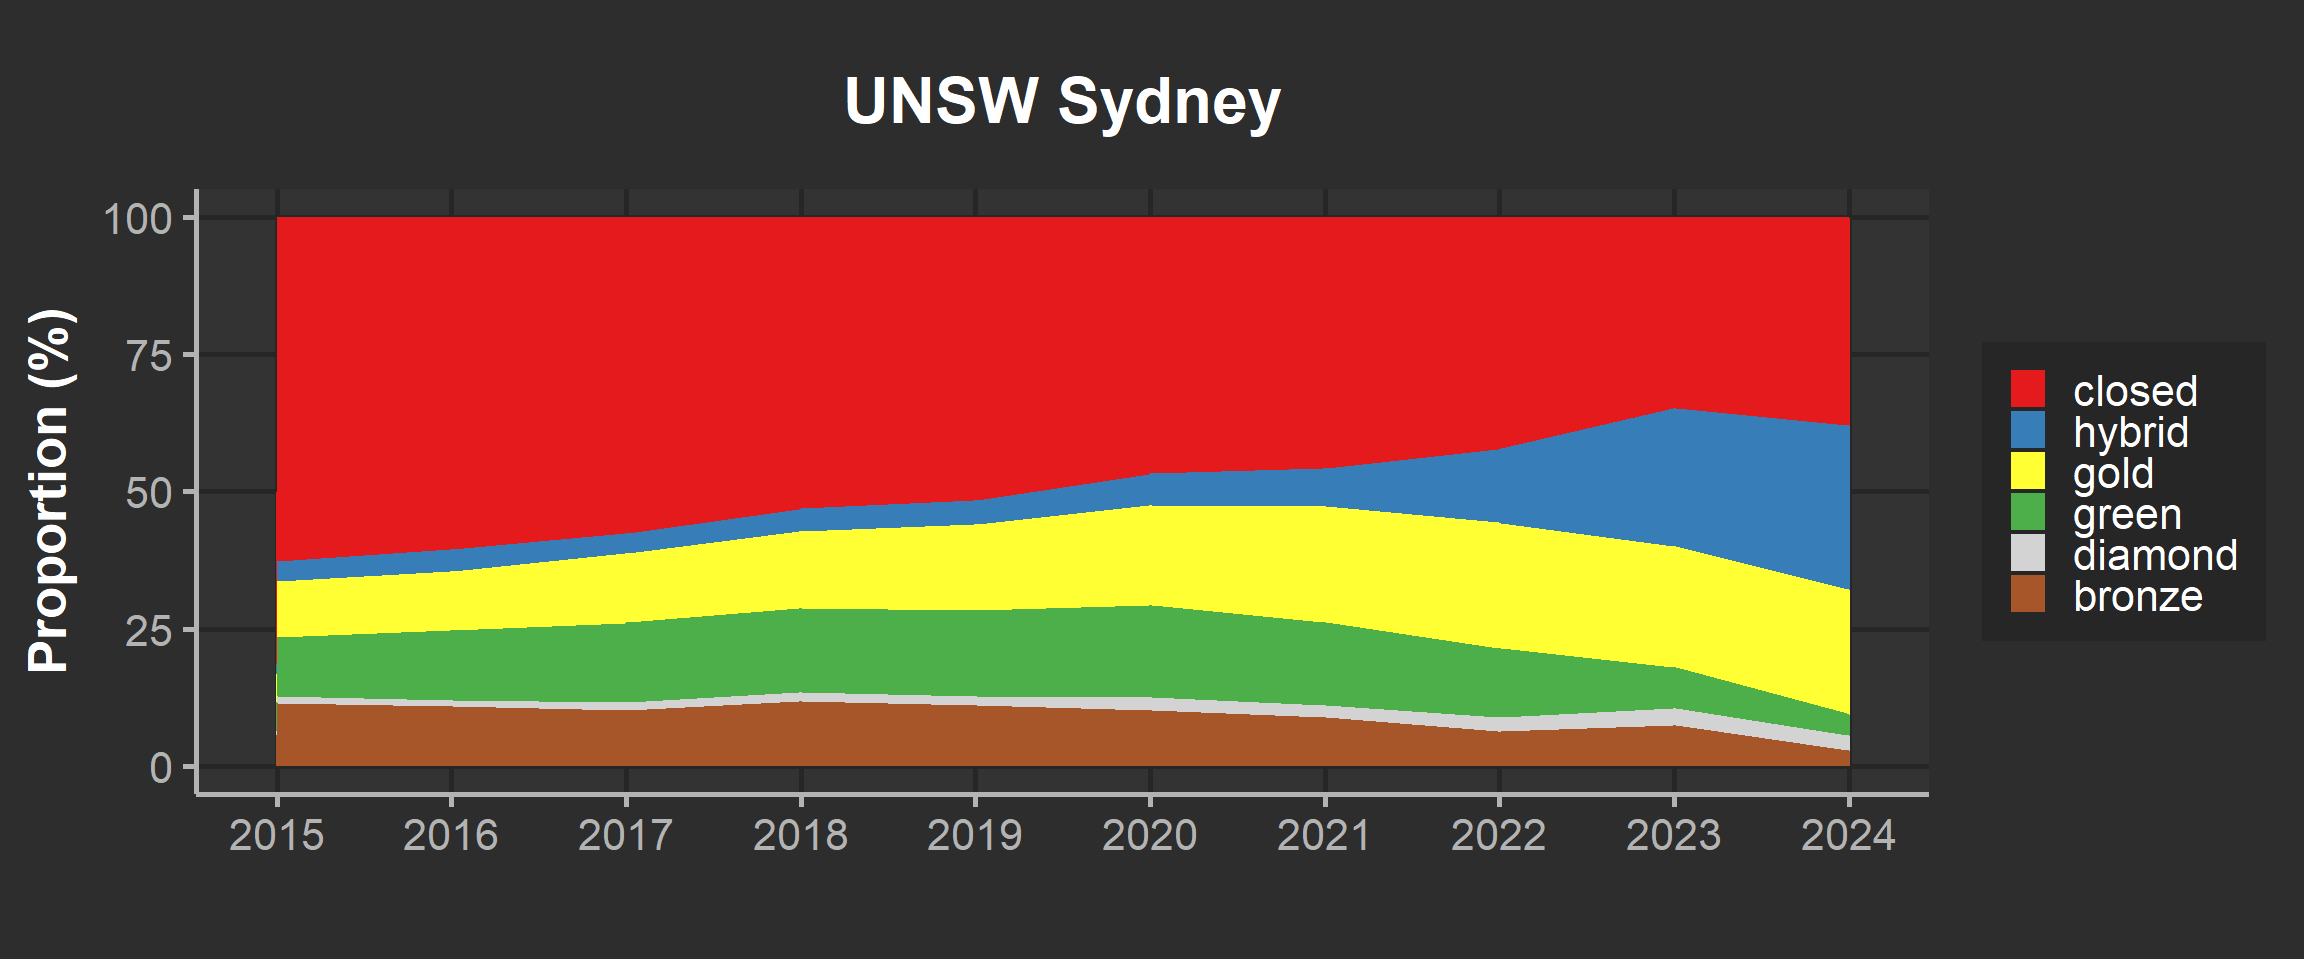 UNSW Sydney
Proportion (%)
100
75
50
25
0
2015 2016 2017 2018 2019 2020 2021 2022 2023 2024
closed
hybrid
gold
green
diamond
bronze